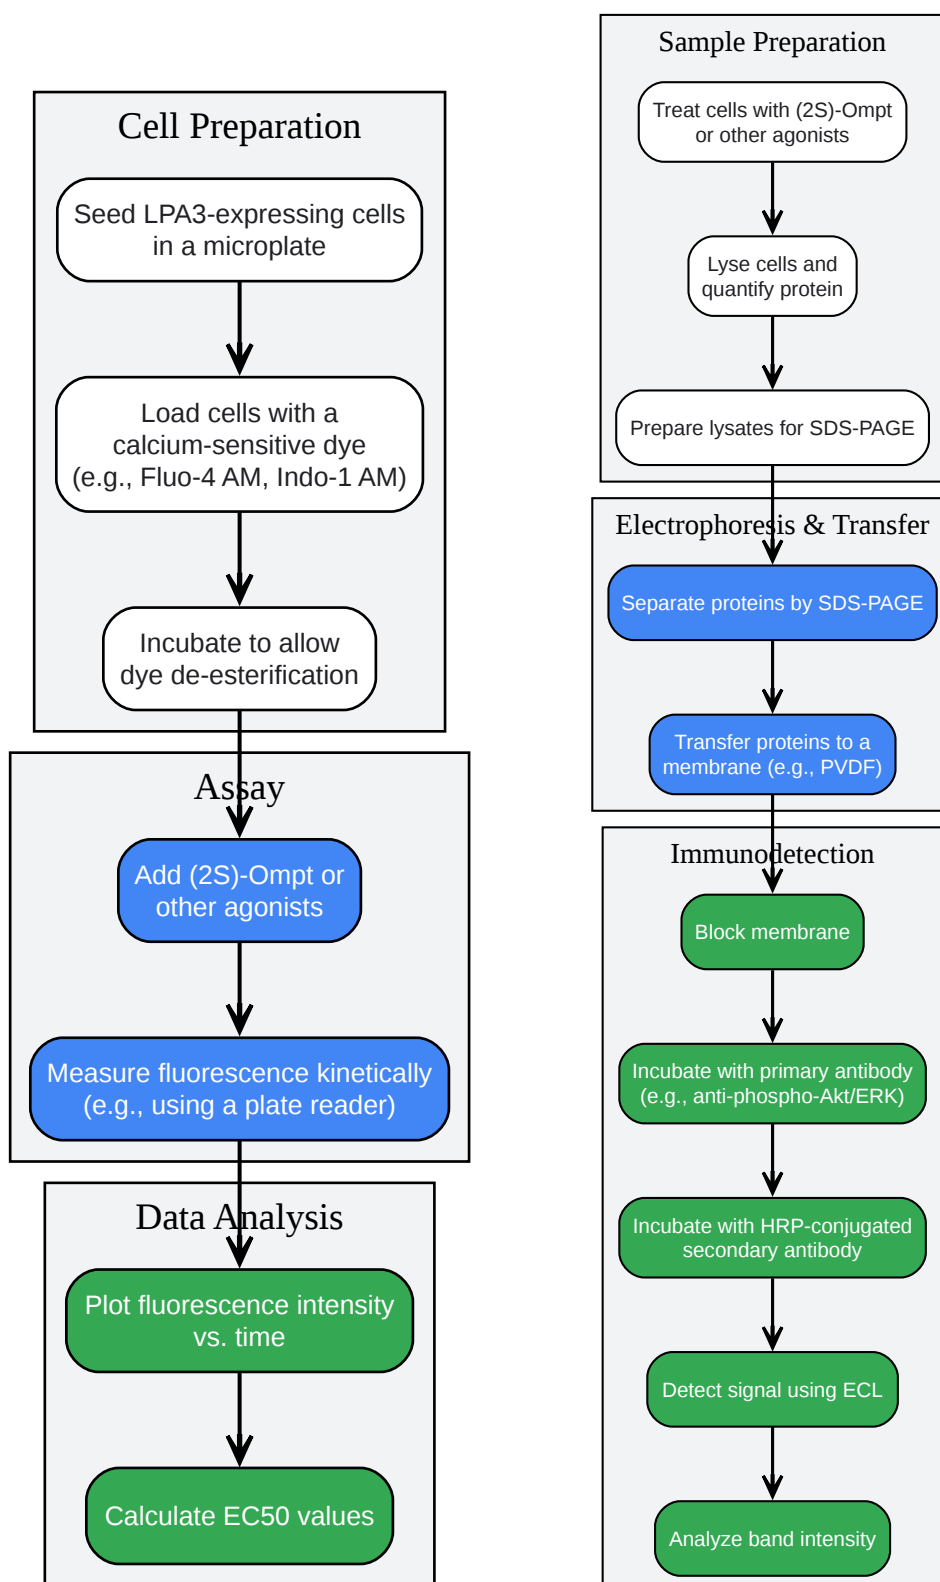 Cell Preparation
Seed LPA3-expressing cells
in a microplate
Load cells with a
calcium-sensitive dye
(e.g., Fluo-4 AM, Indo-1 AM)
Incubate to allow
dye de-esterification
Assay
Add (2S)-Ompt or
other agonists
Measure fluorescence kinetically
(e.g., using a plate reader)
Data Analysis
Plot fluorescence intensity
vs. time
Calculate EC50 values
Sample Preparation
Treat cells with (2S)-Ompt
or other agonists
Lyse cells and
quantify protein
Prepare lysates for SDS-PAGE
Electrophoresis & Transfer
Separate proteins by SDS-PAGE
Transfer proteins to a
membrane (e.g., PVDF)
Immunodetection
Block membrane
Incubate with primary antibody
(e.g., anti-phospho-Akt/ERK)
Incubate with HRP-conjugated
secondary antibody
Detect signal using ECL
Analyze band intensity